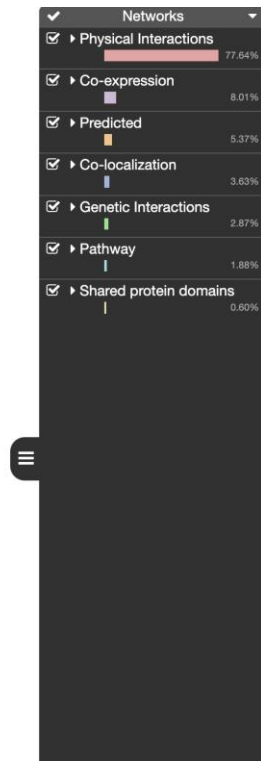 Networks
Physical Interactions
77.64%
Co-expression
8.01%
Predicted
5.37%
Co-localization
3.63%
Genetic Interactions
2.87%
Pathway
1.88%
Shared protein domains
0.60%